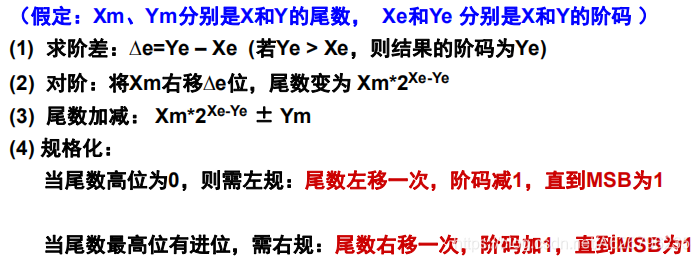 （假定：Xm、Ym分别是X和Y的尾数， Xe和Ye 分别是X和Y的阶码 ）
(1) 求阶差：∆e=Ye – Xe (若Ye > Xe，则结果的阶码为Ye)
(2) 对阶：将Xm右移∆e位，尾数变为 Xm*2^Xe-Ye
(3) 尾数加减： Xm*2^Xe-Ye ± Ym
(4) 规格化：
当尾数高位为0，则需左规：尾数左移一次，阶码减1，直到MSB为1
当尾数最高位有进位，需右规：尾数右移一次，阶码加1，直到MSB为1